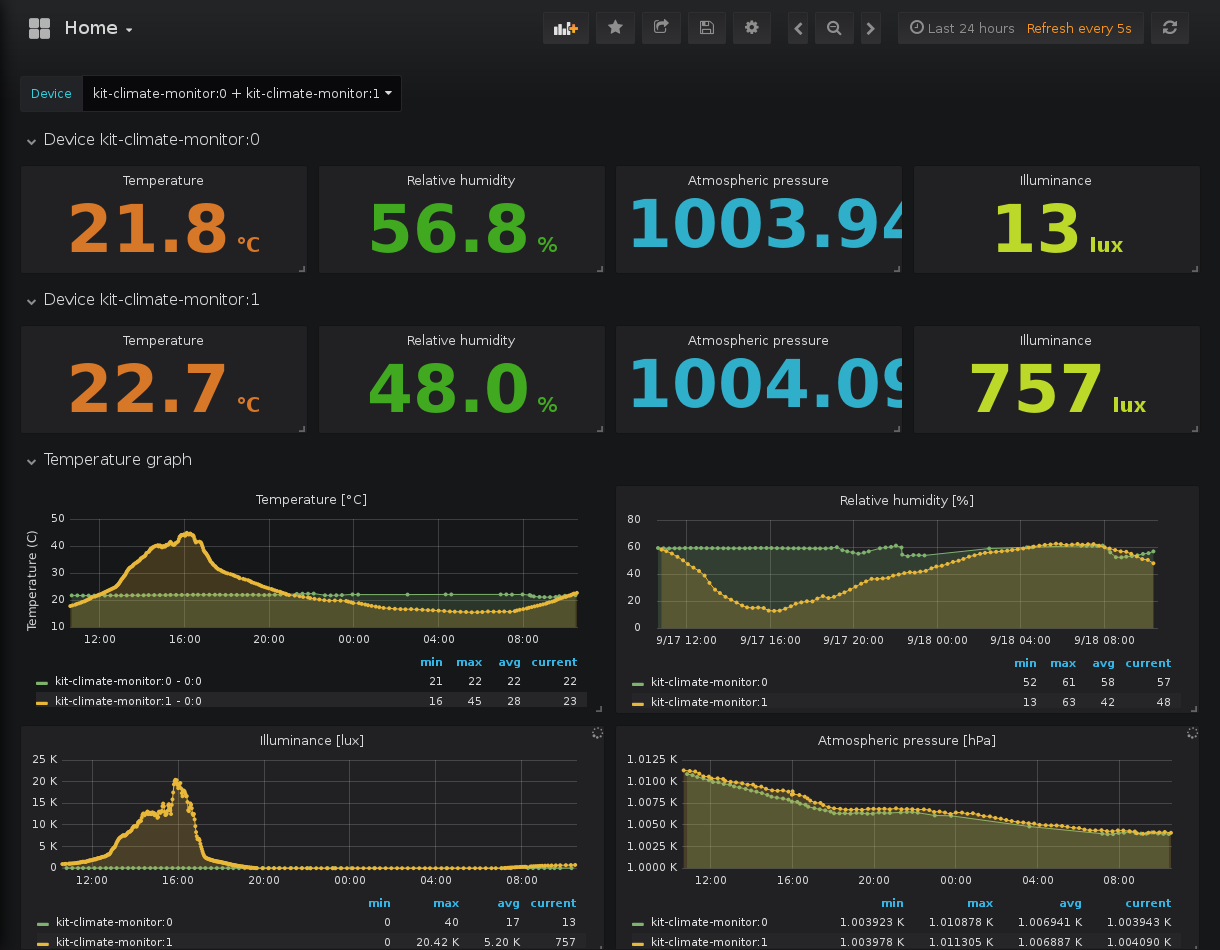 Home
Last 24 hours Refresh every 5s
Device kit-climate-monitor:0 + kit-climate-monitor:1
Device kit-climate-monitor:0
Temperature Relative humidity Atmospheric pressure Illuminance
21.8 °C 56.8 % 1003.94 13 lux
Device kit-climate-monitor:1
Temperature Relative humidity Atmospheric pressure Illuminance
22.7 °C 48.0 % 1004.09 757 lux
Temperature graph
Temperature [°C]
Temperature (C)
50
40
30
20
10
12:00 16:00 20:00 00:00 04:00 08:00
min max avg current
kit-climate-monitor:0 - 0:0 21 22 22 22
kit-climate-monitor:1 - 0:0 16 45 28 23
Relative humidity [%]
80
60
40
20
0
9/17 12:00 9/17 16:00 9/17 20:00 9/18 00:00 9/18 04:00 9/18 08:00
min max avg current
kit-climate-monitor:0 52 61 58 57
kit-climate-monitor:1 13 63 42 48
Illuminance [lux]
25 K
20 K
15 K
10 K
5 K
0
12:00 16:00 20:00 00:00 04:00 08:00
min max avg current
kit-climate-monitor:0 0 40 17 13
kit-climate-monitor:1 0 20.42 K 5.20 K 757
Atmospheric pressure [hPa]
1.0125 K
1.0100 K
1.0075 K
1.0050 K
1.0025 K
1.0000 K
12:00 16:00 20:00 00:00 04:00 08:00
min max avg current
kit-climate-monitor:0 1.003923 K 1.010878 K 1.006941 K 1.003943 K
kit-climate-monitor:1 1.003978 K 1.011305 K 1.006887 K 1.004090 K